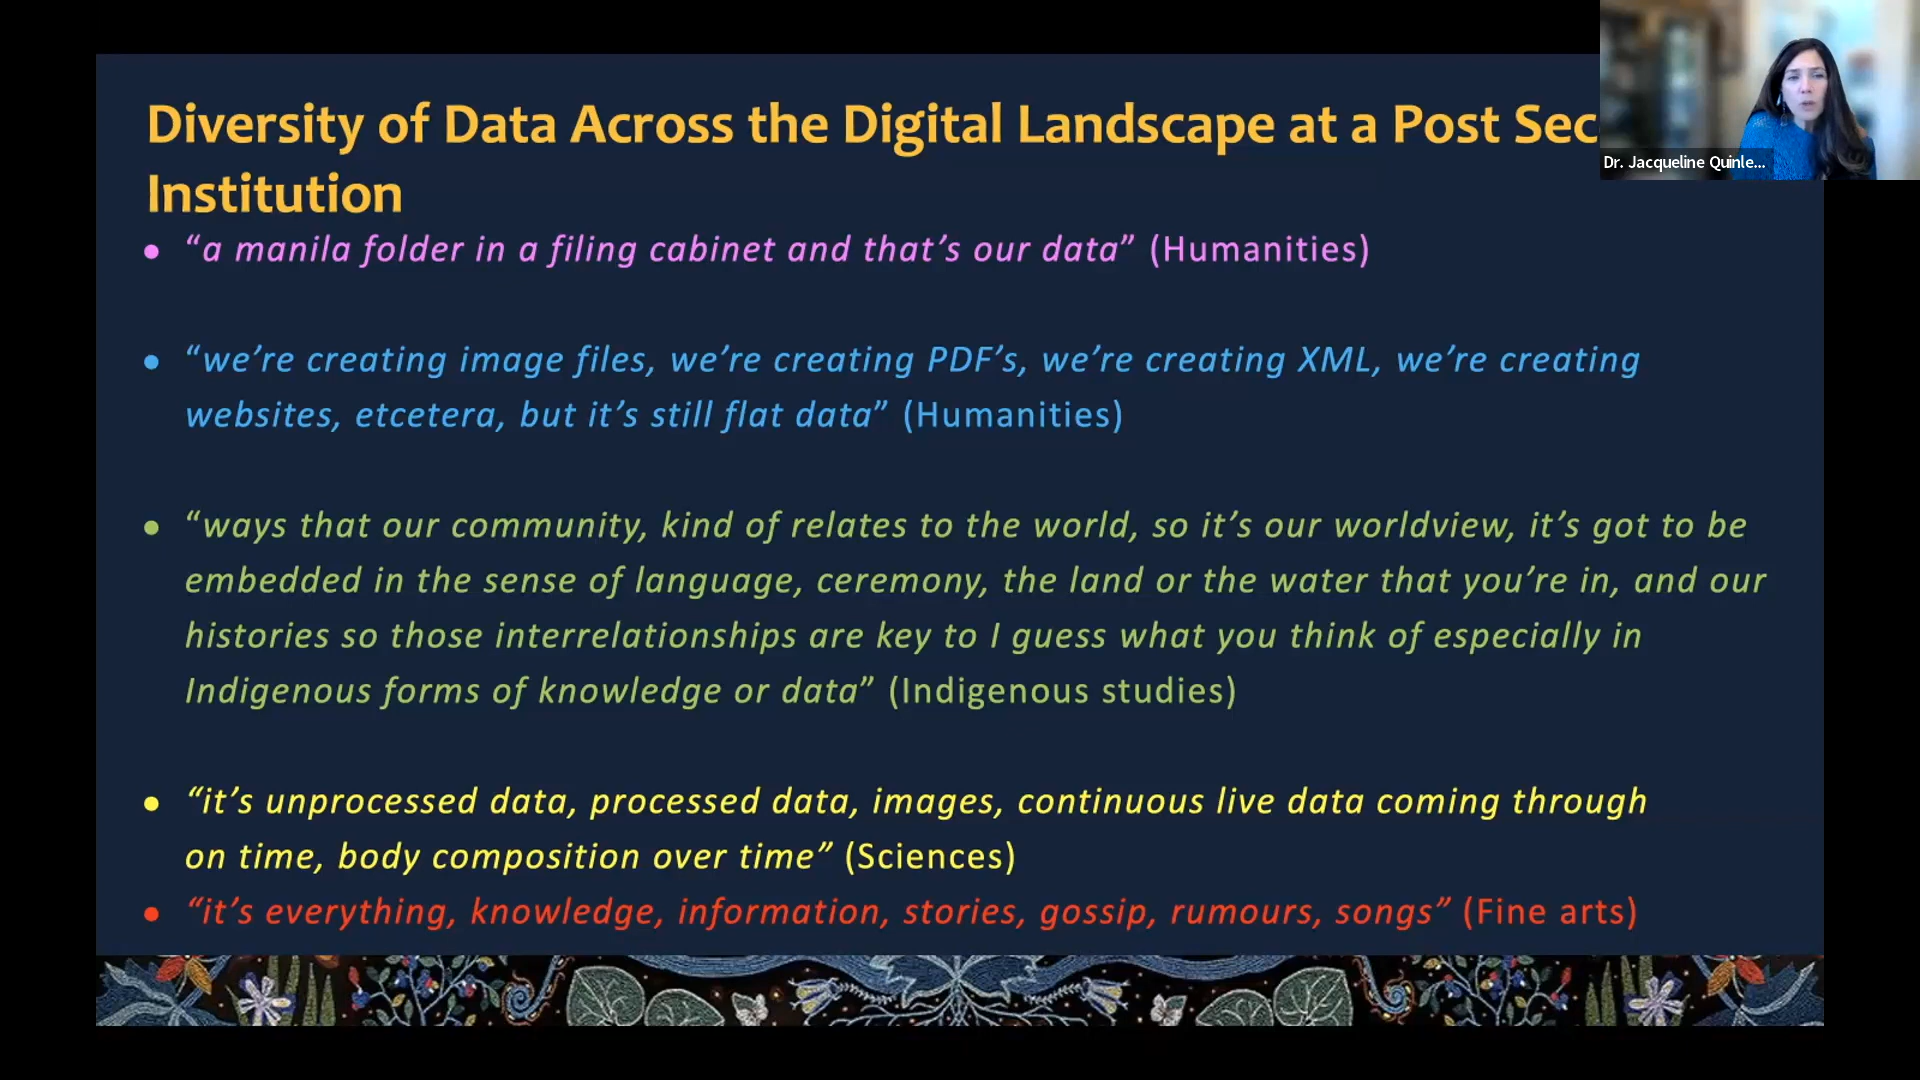 Diversity of Data Across the Digital Landscape at a Post Sec
Institution
Dr. Jacqueline Quinle...
• “a manila folder in a filing cabinet and that’s our data” (Humanities)
• “we’re creating image files, we’re creating PDF’s, we’re creating XML, we’re creating
websites, etcetera, but it’s still flat data” (Humanities)
• “ways that our community, kind of relates to the world, so it’s our worldview, it’s got to be
embedded in the sense of language, ceremony, the land or the water that you’re in, and our
histories so those interrelationships are key to I guess what you think of especially in
Indigenous forms of knowledge or data” (Indigenous studies)
• “it’s unprocessed data, processed data, images, continuous live data coming through
on time, body composition over time” (Sciences)
• “it’s everything, knowledge, information, stories, gossip, rumours, songs” (Fine arts)